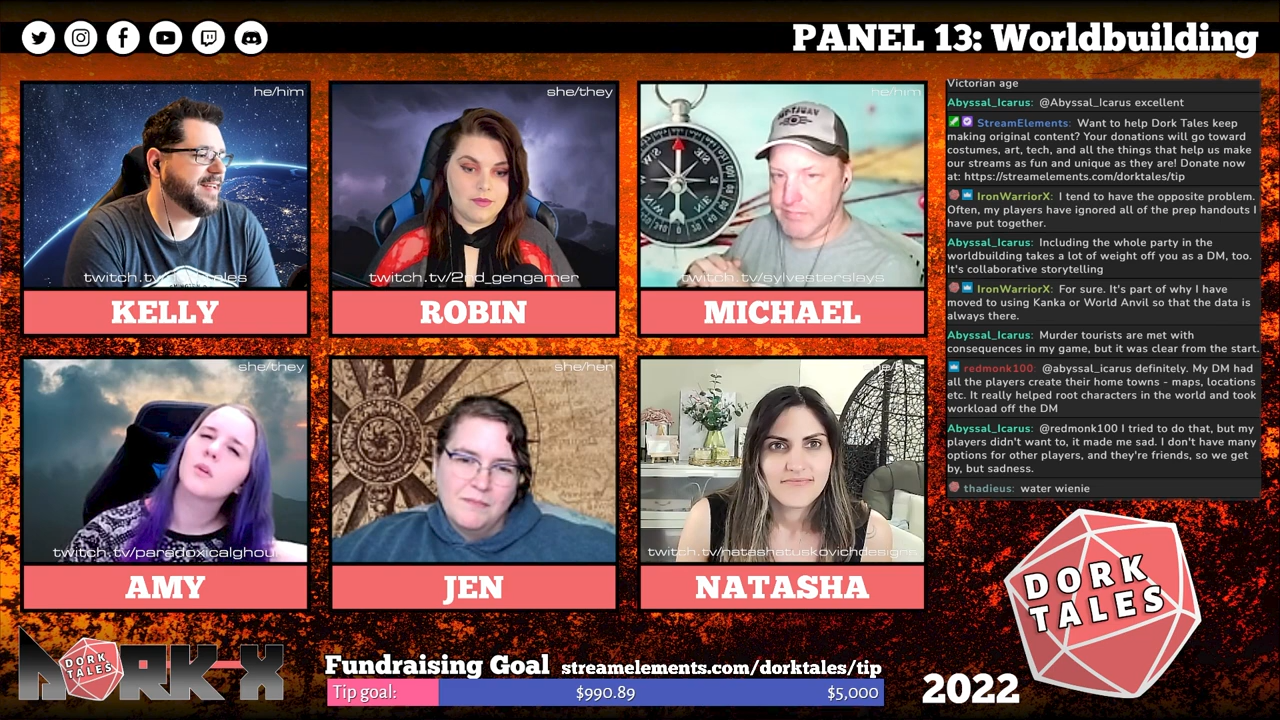 PANEL 13: Worldbuilding
he/him
twitch.tv/
KELLY
she/they
twitch.tv/2nd_gengamer
ROBIN
he/him
twitch.tv/sylvesterslays
MICHAEL
she/they
twitch.tv/paradoxicalghoul
AMY
she/her
JEN
twitch.tv/natashatuskovichdesigns
NATASHA
Victorian age
Abyssal_Icarus: @Abyssal_Icarus excellent
StreamElements: Want to help Dork Tales keep
making original content? Your donations will go toward
costumes, art, tech, and all the things that help us make
our streams as fun and unique as they are! Donate now
at: https://streamelements.com/dorktales/tip
IronWarriorX: I tend to have the opposite problem.
Often, my players have ignored all of the prep handouts I
have put together.
Abyssal_Icarus: Including the whole party in the
worldbuilding takes a lot of weight off you as a DM, too.
It's collaborative storytelling
IronWarriorX: For sure. It's part of why I have
moved to using Kanka or World Anvil so that the data is
always there.
Abyssal_Icarus: Murder tourists are met with
consequences in my game, but it was clear from the start.
redmonk100: @abyssal_icarus definitely. My DM had
all the players create their home towns - maps, locations
etc. It really helped root characters in the world and took
workload off the DM
Abyssal_Icarus: @redmonk100 I tried to do that, but my
players didn't want to, it made me sad. I don't have many
options for other players, and they're friends, so we get
by, but sadness.
thadieus: water wienie
DORK
TALES
DORK-X
DORK
TALES
Fundraising Goal streamelements.com/dorktales/tip
Tip goal: $990.89 $5,000
2022